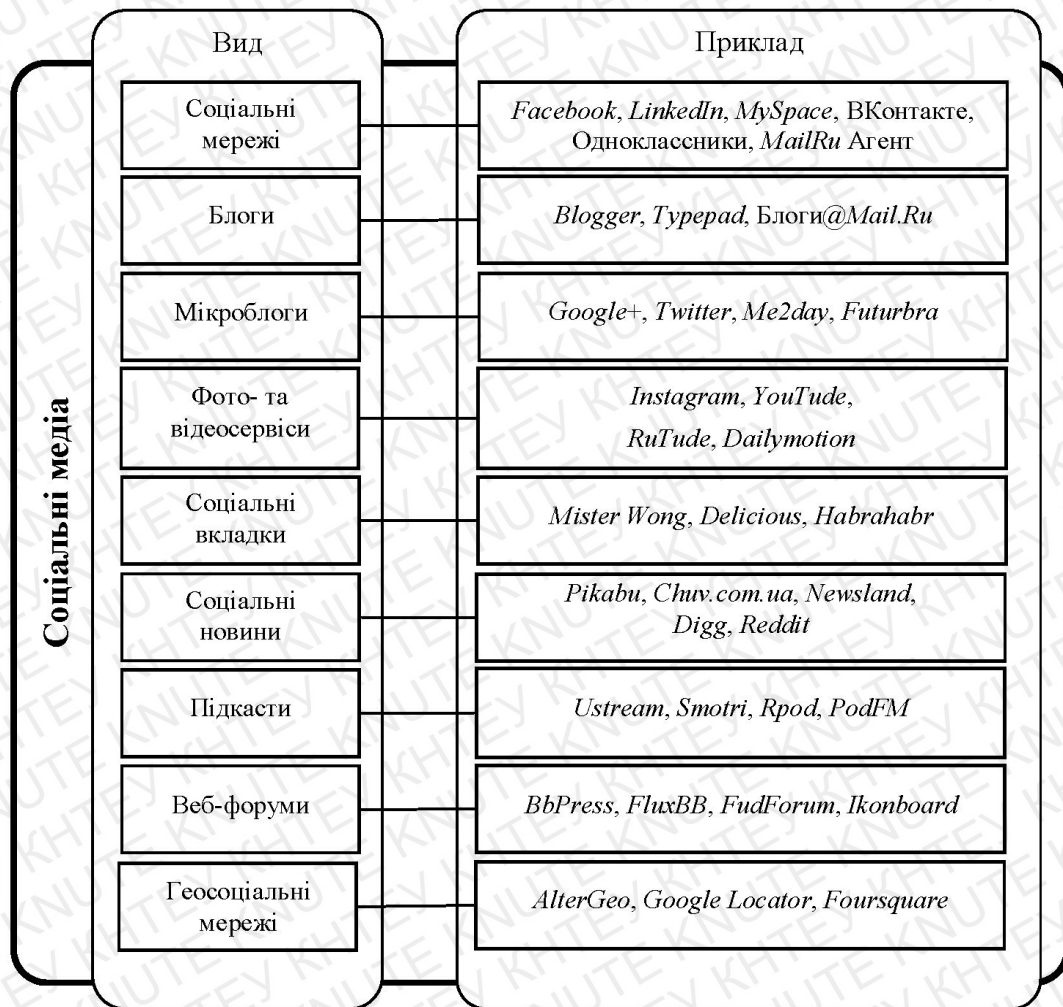 Вид
Приклад
Соціальні медіа
Соціальні
мережі
Facebook, LinkedIn, MySpace, ВКонтакте,
Одноклассники, MailRu Агент
Блоги
Blogger, Typepad, Блоги@Mail.Ru
Мікроблоги
Google+, Twitter, Me2day, Futurbra
Фото- та
відеосервіси
Instagram, YouTude,
RuTude, Dailymotion
Соціальні
вкладки
Mister Wong, Delicious, Habrahabr
Соціальні
новини
Pikabu, Chuv.com.ua, Newsland,
Digg, Reddit
Підкасти
Ustream, Smotri, Rpod, PodFM
Веб-форуми
BbPress, FluxBB, FudForum, Ikonboard
Геосоціальні
мережі
AlterGeo, Google Locator, Foursquare